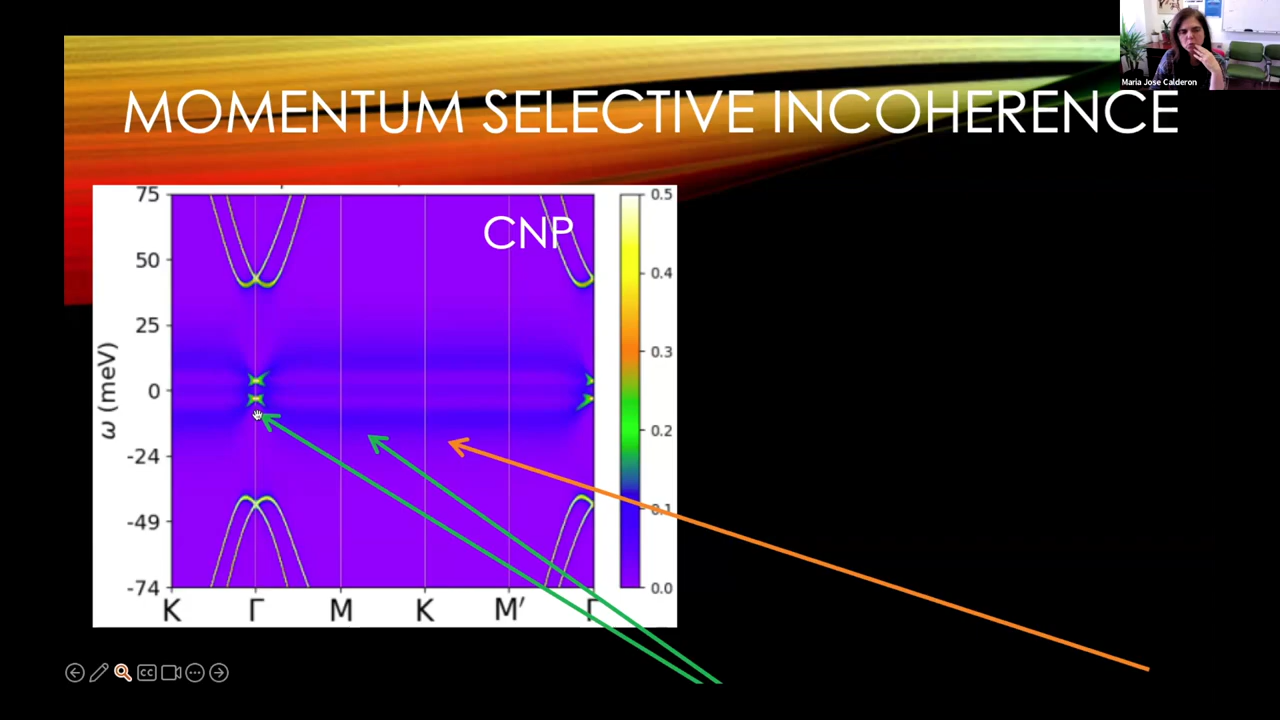 Maria Jose Calderon
MOMENTUM SELECTIVE INCOHERENCE
CNP
75
50
25
0
-24
-49
-74
ω (meV)
K Γ M K M′ Γ
0.5
0.4
0.3
0.2
0.1
0.0
CC